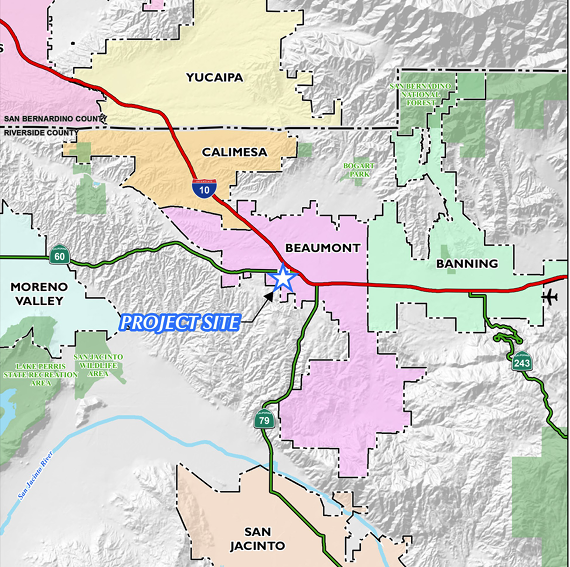 S
YUCAIPA
SAN BERNADINO
NATIONAL
FOREST
SAN BERNARDINO COUNTY
RIVERSIDE COUNTY
CALIMESA
BOGART
PARK
10
BEAUMONT
60
BANNING
MORENO
VALLEY
PROJECT SITE
SAN JACINTO
WILDLIFE
AREA
LAKE PERRIS
STATE RECREATION
AREA
243
79
San Jacinto River
SAN
JACINTO